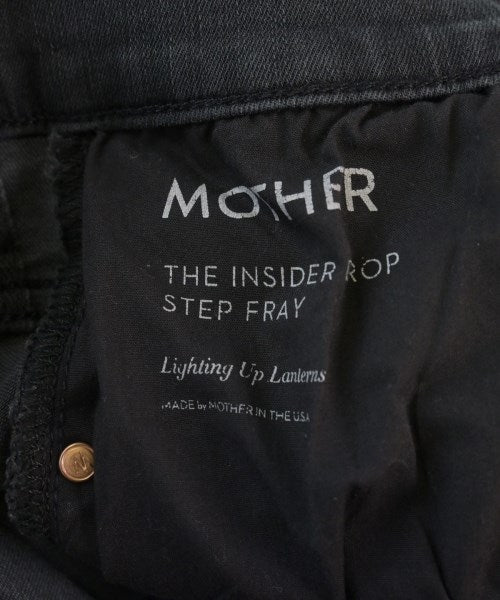 MOTHER
THE INSIDER ROP
STEP FRAY
Lighting Up Lanterns
MADE by MOTHER IN THE USA